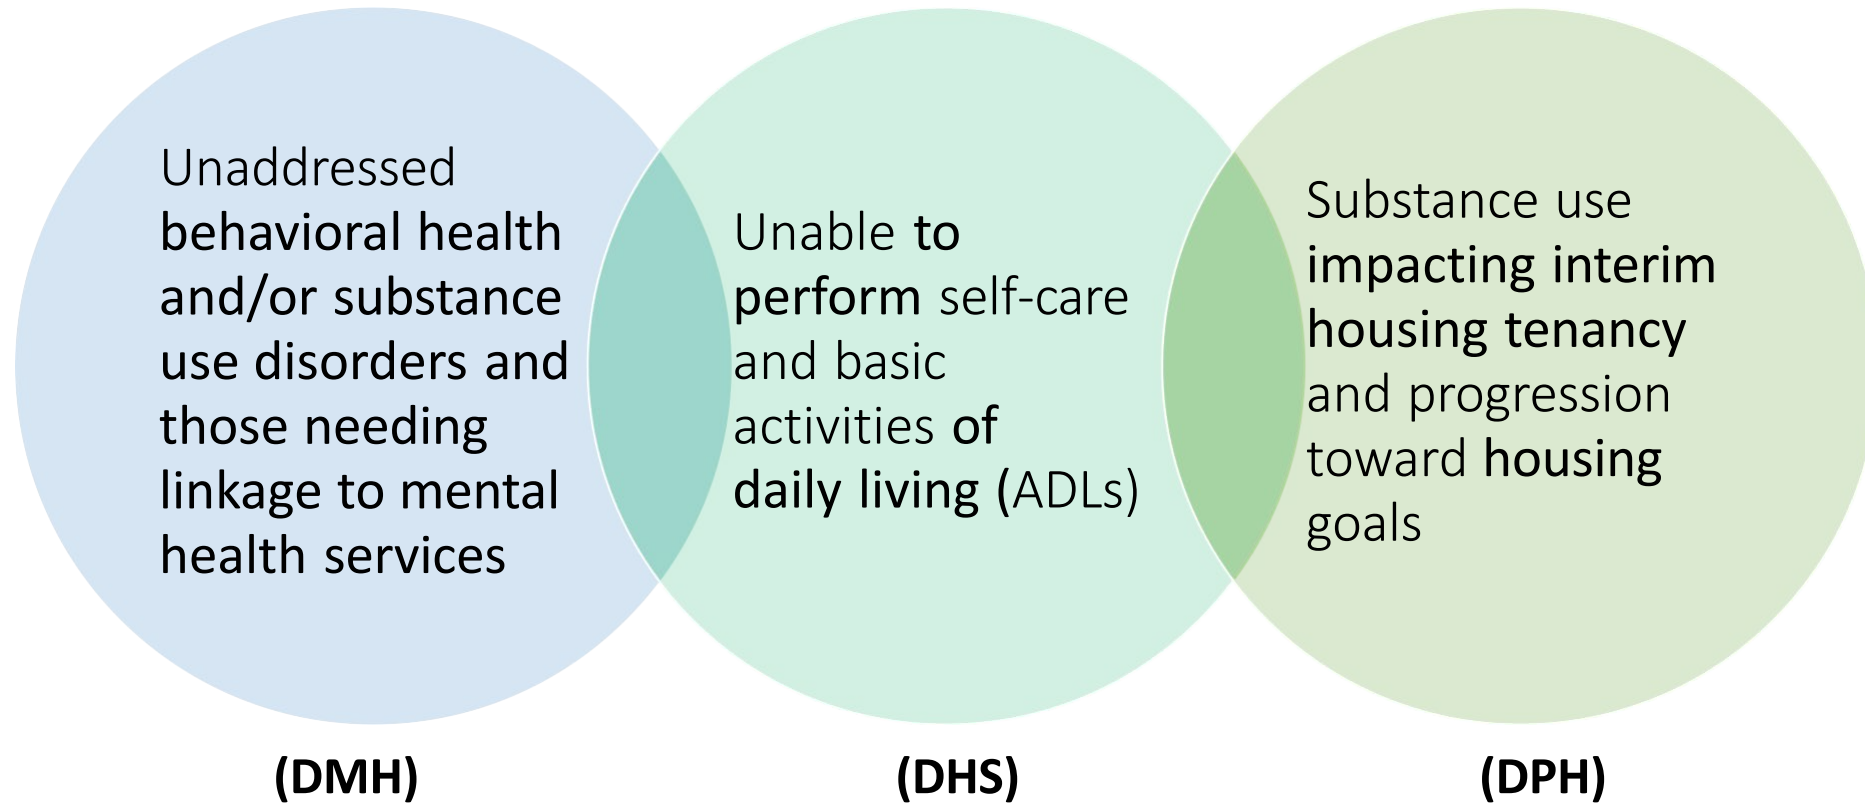 Unaddressed
behavioral health
and/or substance
use disorders and
those needing
linkage to mental
health services
Unable to
perform self-care
and basic
activities of
daily living (ADLs)
Substance use
impacting interim
housing tenancy
and progression
toward housing
goals
(DMH)
(DHS)
(DPH)